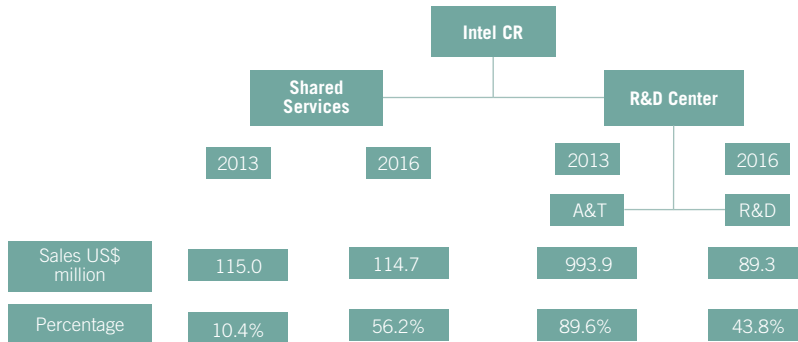 Intel CR
Shared
Services
R&D Center
2013
2016
2013
2016
A&T
R&D
Sales US$
million
115.0
114.7
993.9
89.3
Percentage
10.4%
56.2%
89.6%
43.8%